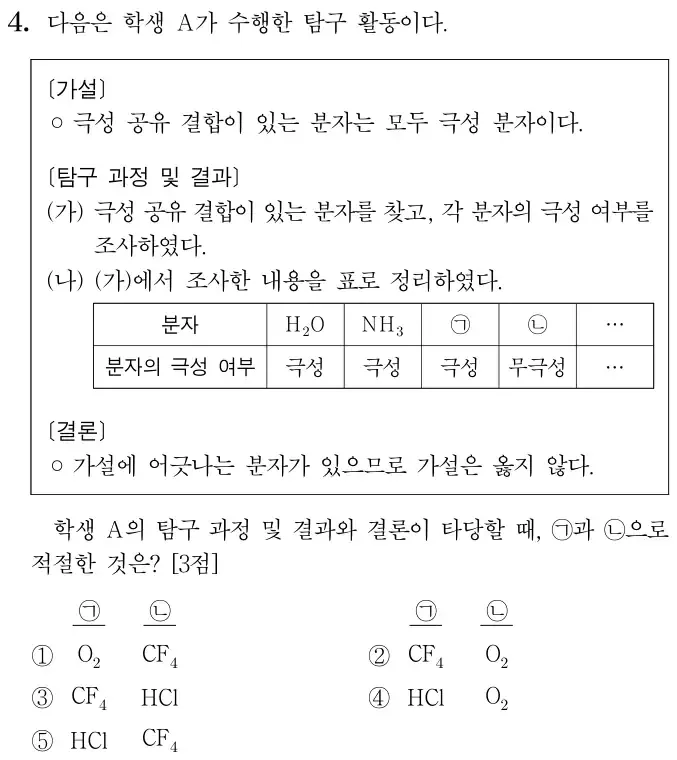 4. 다음은 학생 A가 수행한 탐구 활동이다.
〔가설〕
○ 극성 공유 결합이 있는 분자는 모두 극성 분자이다.
〔탐구 과정 및 결과〕
(가) 극성 공유 결합이 있는 분자를 찾고, 각 분자의 극성 여부를
조사하였다.
(나) (가)에서 조사한 내용을 표로 정리하였다.
분자 H₂O NH₃ ㉠ ㉡ ⋯
분자의 극성 여부 극성 극성 극성 무극성 ⋯
〔결론〕
○ 가설에 어긋나는 분자가 있으므로 가설은 옳지 않다.
학생 A의 탐구 과정 및 결과와 결론이 타당할 때, ㉠과 ㉡으로
적절한 것은? [3점]
㉠ ㉡ ㉠ ㉡
① O₂ CF₄ ② CF₄ O₂
③ CF₄ HCl ④ HCl O₂
⑤ HCl CF₄